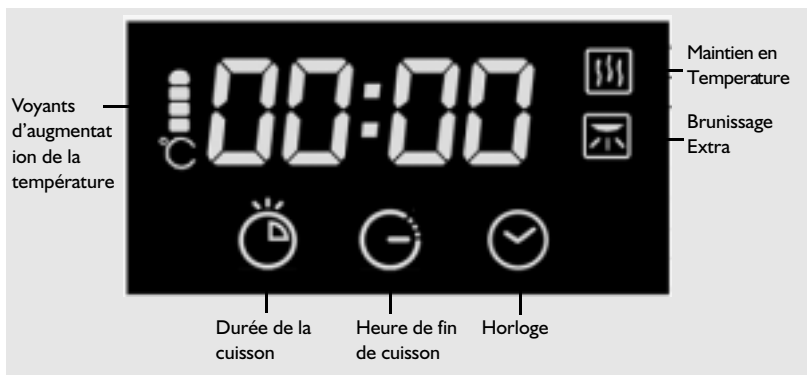 Voyants
d'augmentat
ion de la
température
°C
00:00
Maintien en
Temperature
Brunissage
Extra
Durée de la
cuisson
Heure de fin
de cuisson
Horloge